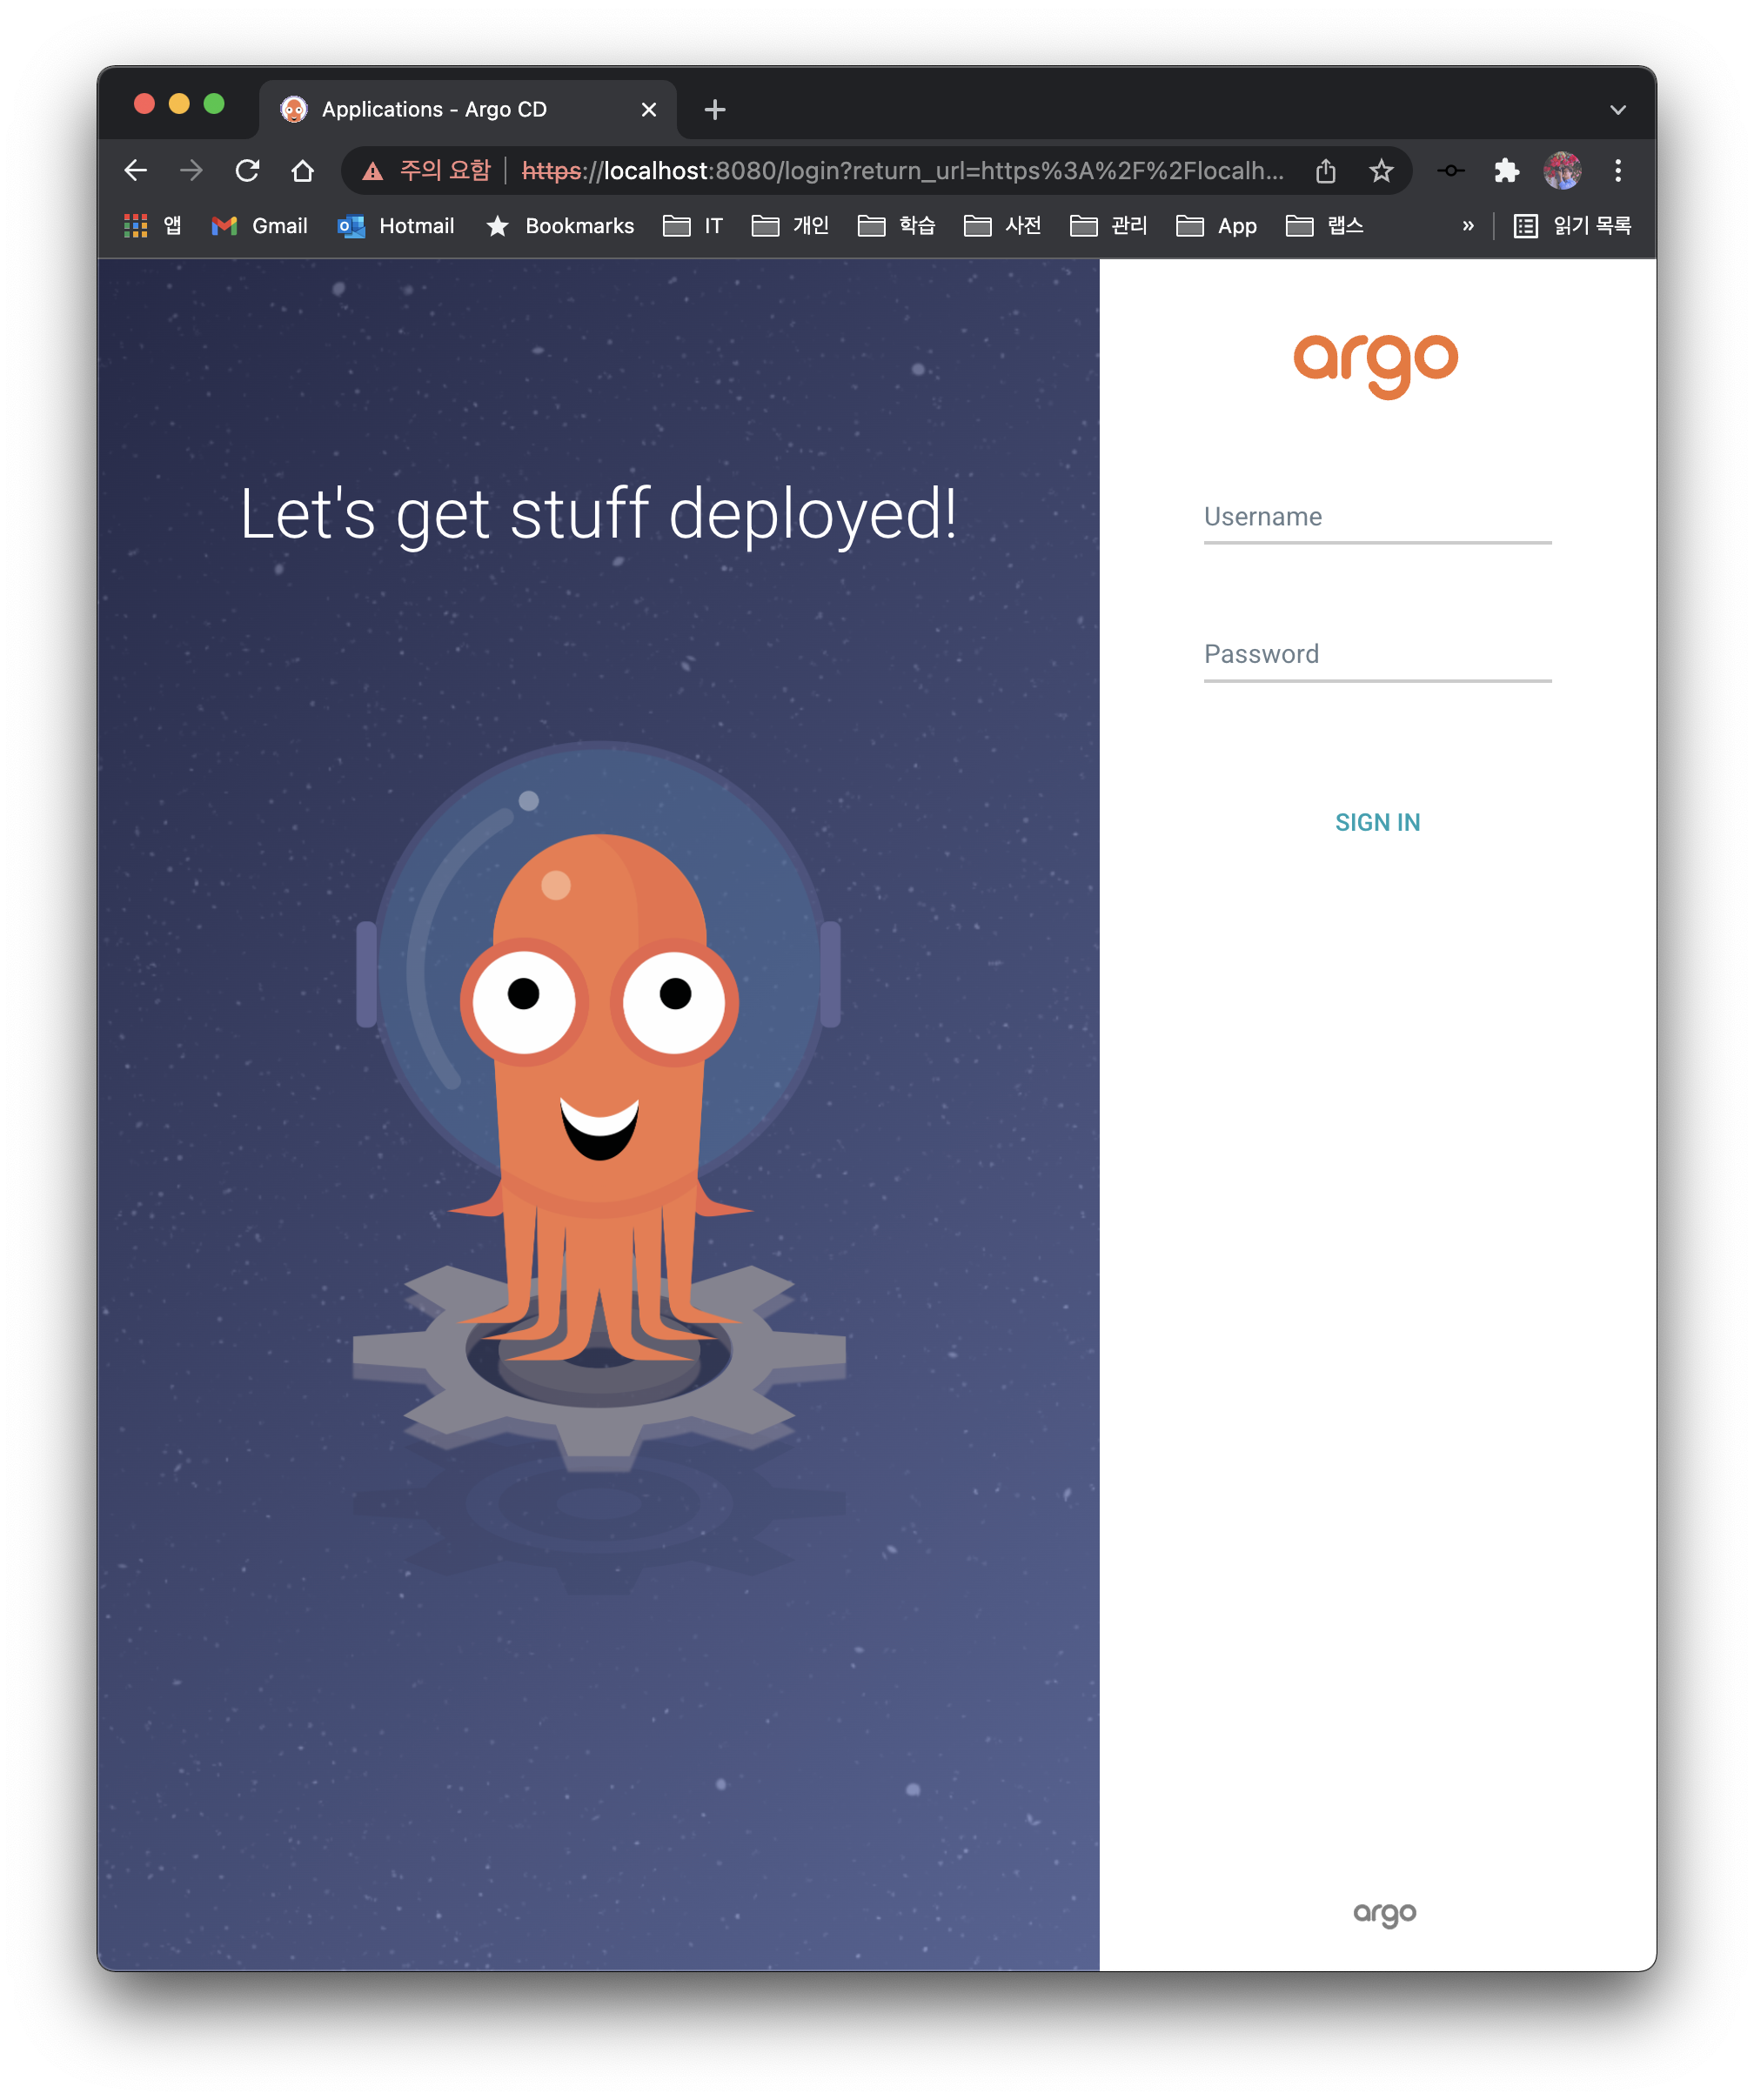 Applications - Argo CD
주의 요함 | https://localhost:8080/login?return_url=https%3A%2F%2Flocalh...
앱 Gmail Hotmail Bookmarks IT 개인 학습 사전 관리 App 랩스 » 읽기 목록
Let's get stuff deployed!
argo
Username
Password
SIGN IN
argo